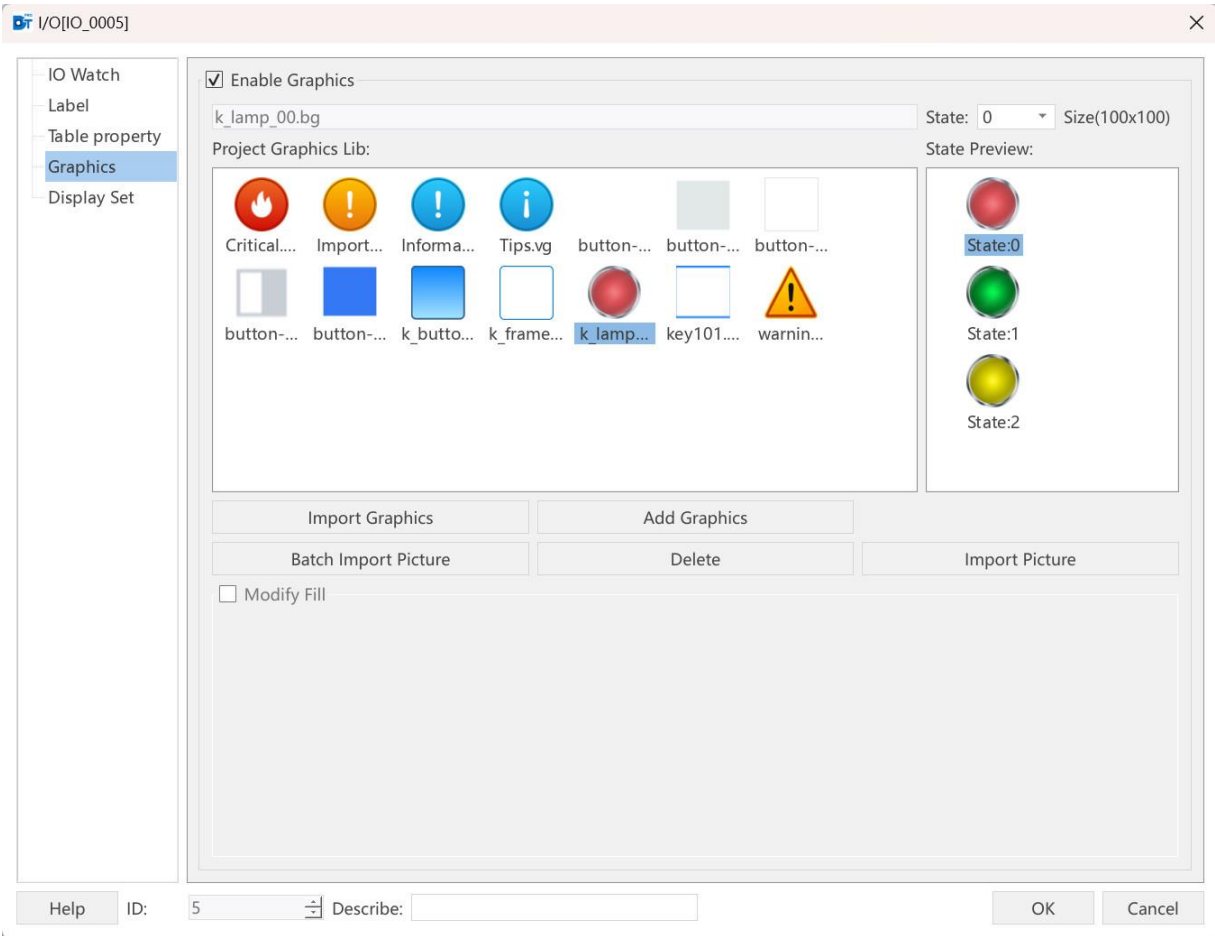 I/O[IO_0005]
IO Watch
Label
Table property
Graphics
Display Set
Enable Graphics
k_lamp_00.bg State: 0 Size(100x100)
Project Graphics Lib: State Preview:
Critical.... Import... Informa... Tips.vg button-... button-... button-...
button-... button-... k_butto... k_frame... k_lamp... key101.... warnin...
State:0
State:1
State:2
Import Graphics Add Graphics
Batch Import Picture Delete Import Picture
Modify Fill
Help ID: 5 Describe: OK Cancel